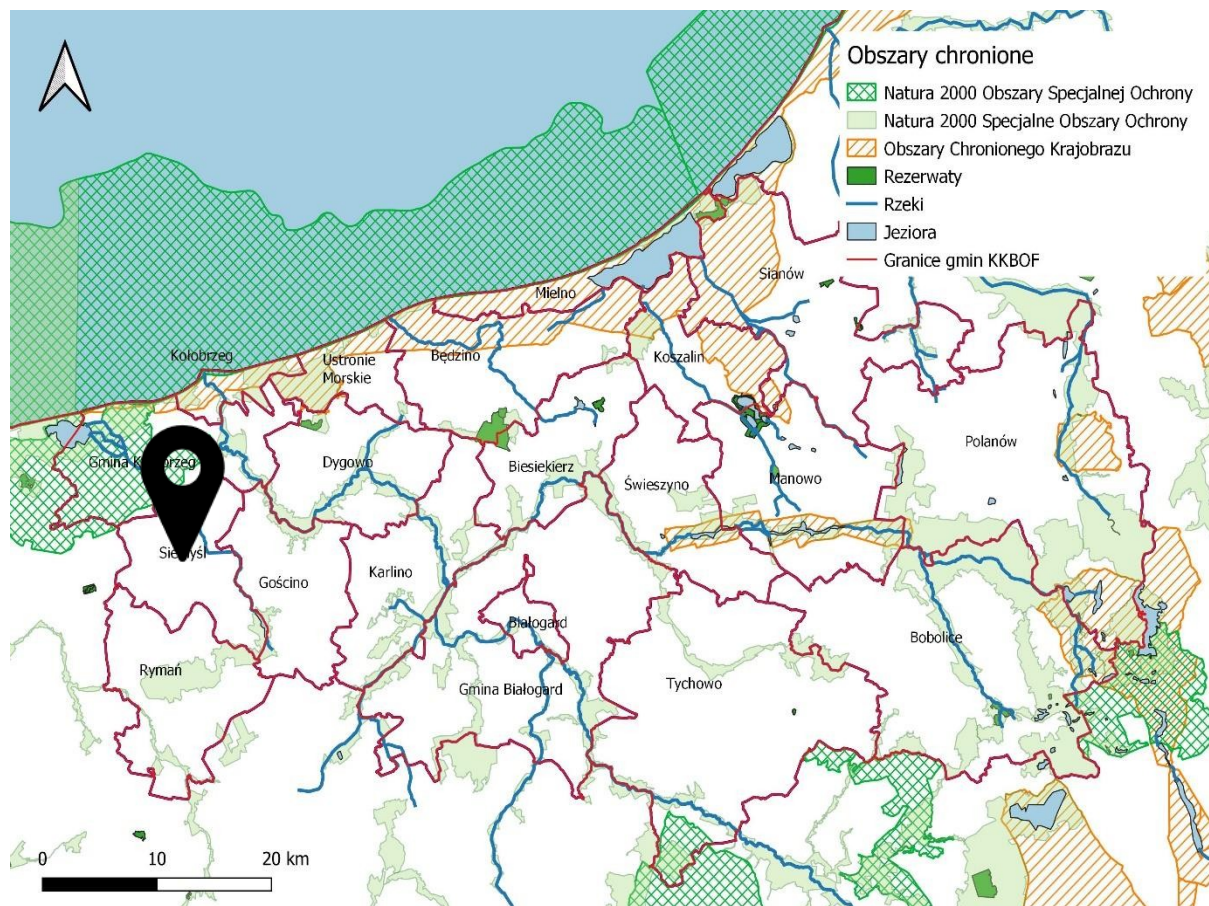 Obszary chronione
Natura 2000 Obszary Specjalnej Ochrony
Natura 2000 Specjalne Obszary Ochrony
Obszary Chronionego Krajobrazu
Rezerwaty
Rzeki
Jeziora
Granice gmin KKBOF
Sianów
Mielno
Kołobrzeg
Ustronie
Morskie
Będzino
Koszalin
Polanów
Gmina
Dygowo
Biesiekierz
Świeszyno
Manowo
Gościno
Karlino
Białogard
Bobolice
Rymań
Gmina Białogard
Tychowo
0 10 20 km